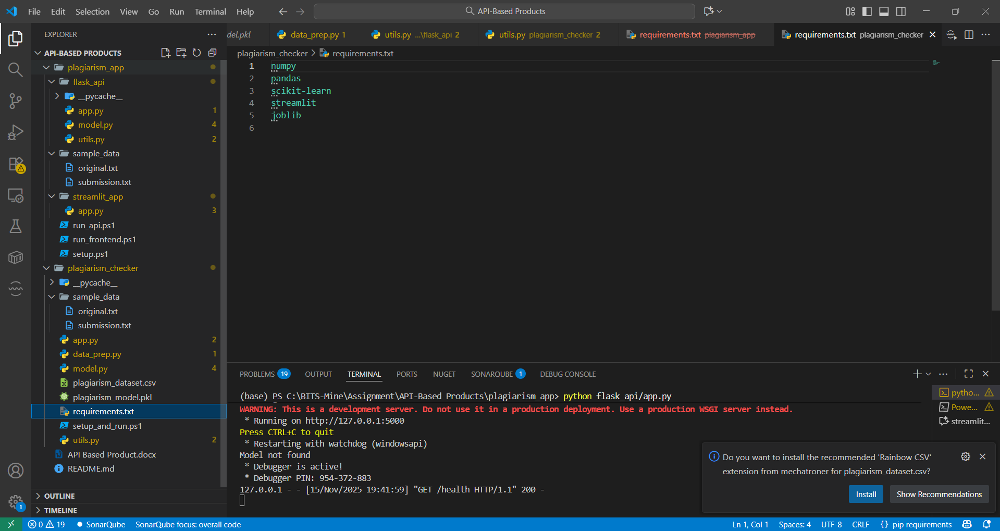 File Edit Selection View Go Run Terminal Help
API-Based Products
EXPLORER
API-BASED PRODUCTS
plagiarism_app
flask_api
__pycache__
app.py 1
model.py 4
utils.py 2
sample_data
original.txt
submission.txt
streamlit_app
app.py 3
run_api.ps1
run_frontend.ps1
setup.ps1
plagiarism_checker
__pycache__
sample_data
original.txt
submission.txt
app.py 2
data_prep.py 1
model.py 4
plagiarism_dataset.csv
plagiarism_model.pkl
requirements.txt
setup_and_run.ps1
utils.py 2
API Based Product.docx
README.md
OUTLINE
TIMELINE
del.pkl
data_prep.py 1
utils.py ...\flask_api 2
utils.py plagiarism_checker 2
requirements.txt plagiarism_app
requirements.txt plagiarism_checker
plagiarism_checker > requirements.txt
1 numpy
2 pandas
3 scikit-learn
4 streamlit
5 joblib
6
PROBLEMS 19 OUTPUT TERMINAL PORTS NUGET SONARQUBE 1 DEBUG CONSOLE
(base) PS C:\BITS-Mine\Assignment\API-Based Products\plagiarism_app> python flask_api/app.py
WARNING: This is a development server. Do not use it in a production deployment. Use a production WSGI server instead.
* Running on http://127.0.0.1:5000
Press CTRL+C to quit
* Restarting with watchdog (windowsapi)
Model not found
* Debugger is active!
* Debugger PIN: 954-372-883
127.0.0.1 - - [15/Nov/2025 19:41:59] "GET /health HTTP/1.1" 200 -
pytho...
Powe...
streamlit...
Do you want to install the recommended 'Rainbow CSV'
extension from mechatroner for plagiarism_dataset.csv?
Install Show Recommendations
1
0 19 SonarQube SonarQube focus: overall code
Ln 1, Col 1 Spaces: 4 UTF-8 CRLF {} pip requirements